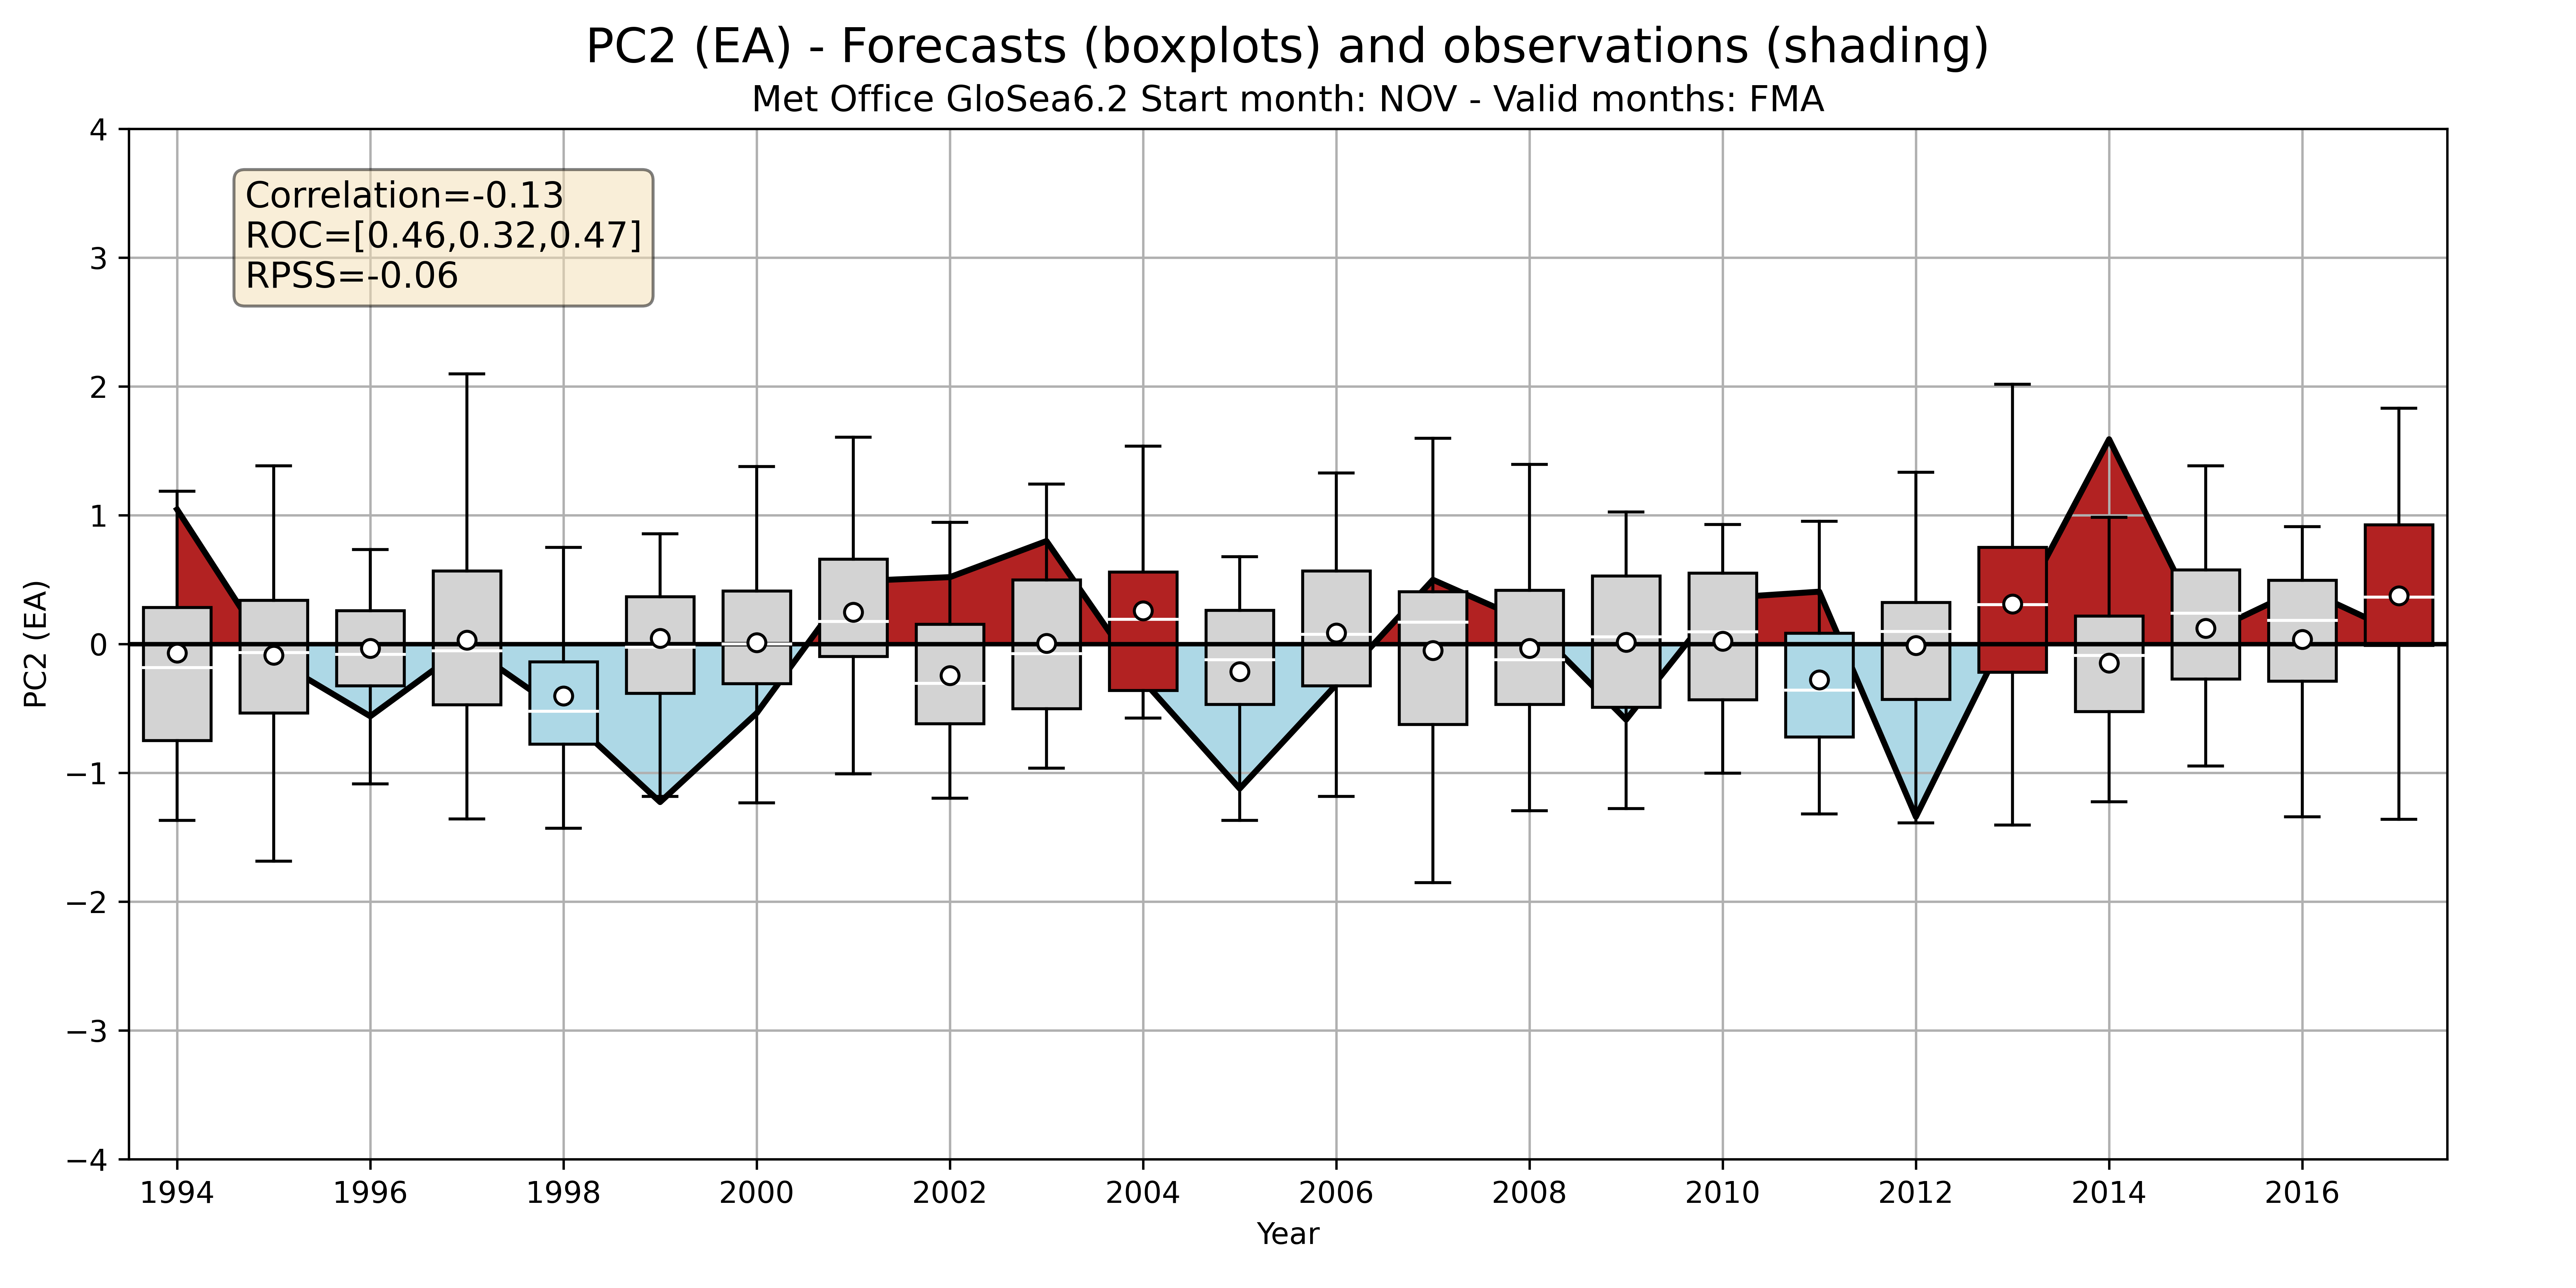 PC2 (EA) - Forecasts (boxplots) and observations (shading)
Met Office GloSea6.2 Start month: NOV - Valid months: FMA
Correlation=-0.13
ROC=[0.46,0.32,0.47]
RPSS=-0.06
PC2 (EA)
4
3
2
1
0
−1
−2
−3
−4
1994 1996 1998 2000 2002 2004 2006 2008 2010 2012 2014 2016
Year